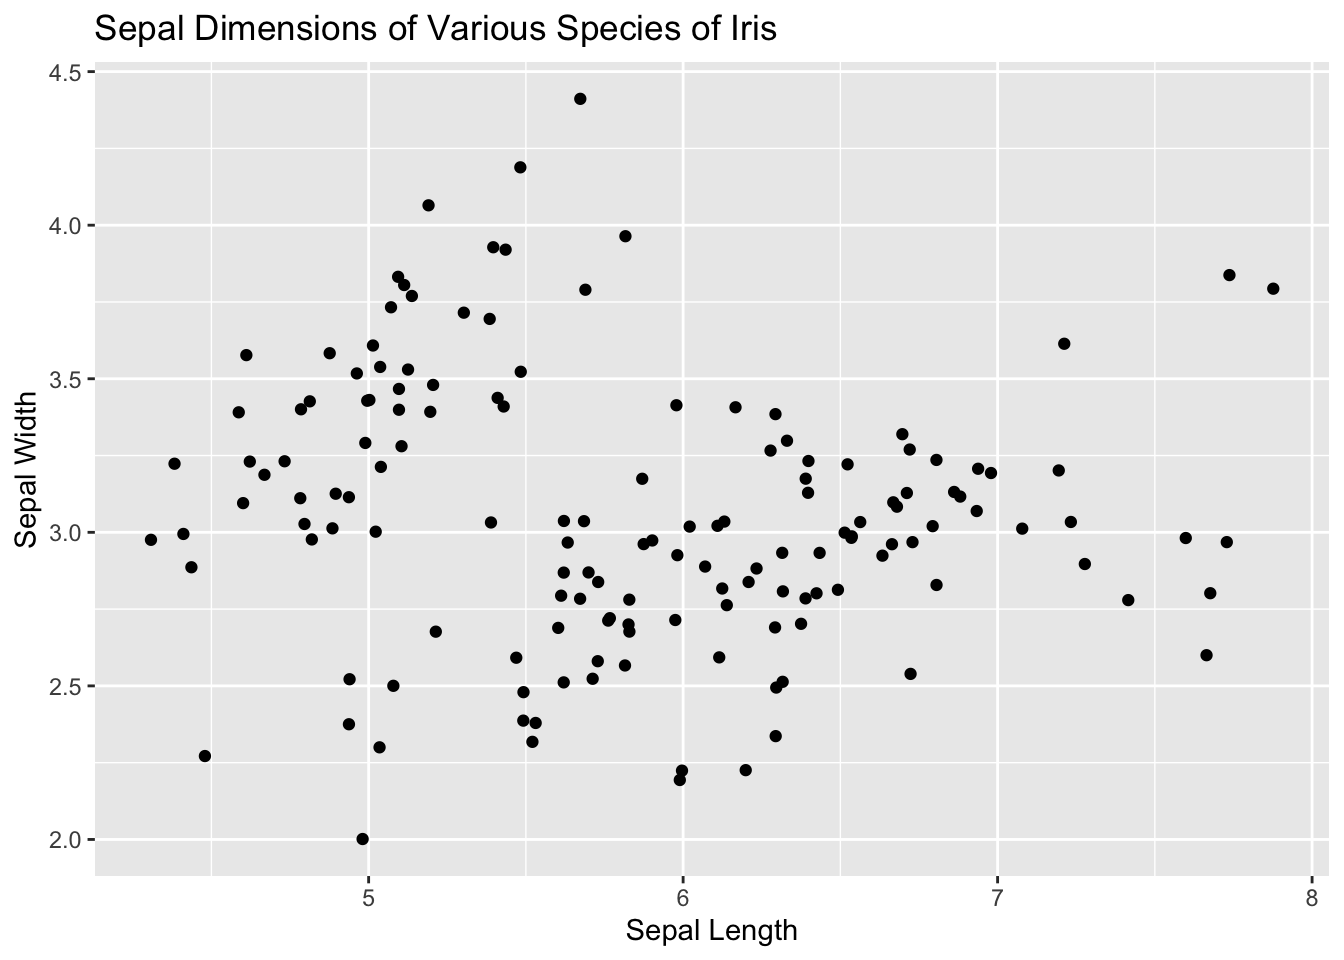 Sepal Dimensions of Various Species of Iris
4.5
4.0
3.5
3.0
2.5
2.0
Sepal Width
5 6 7 8
Sepal Length